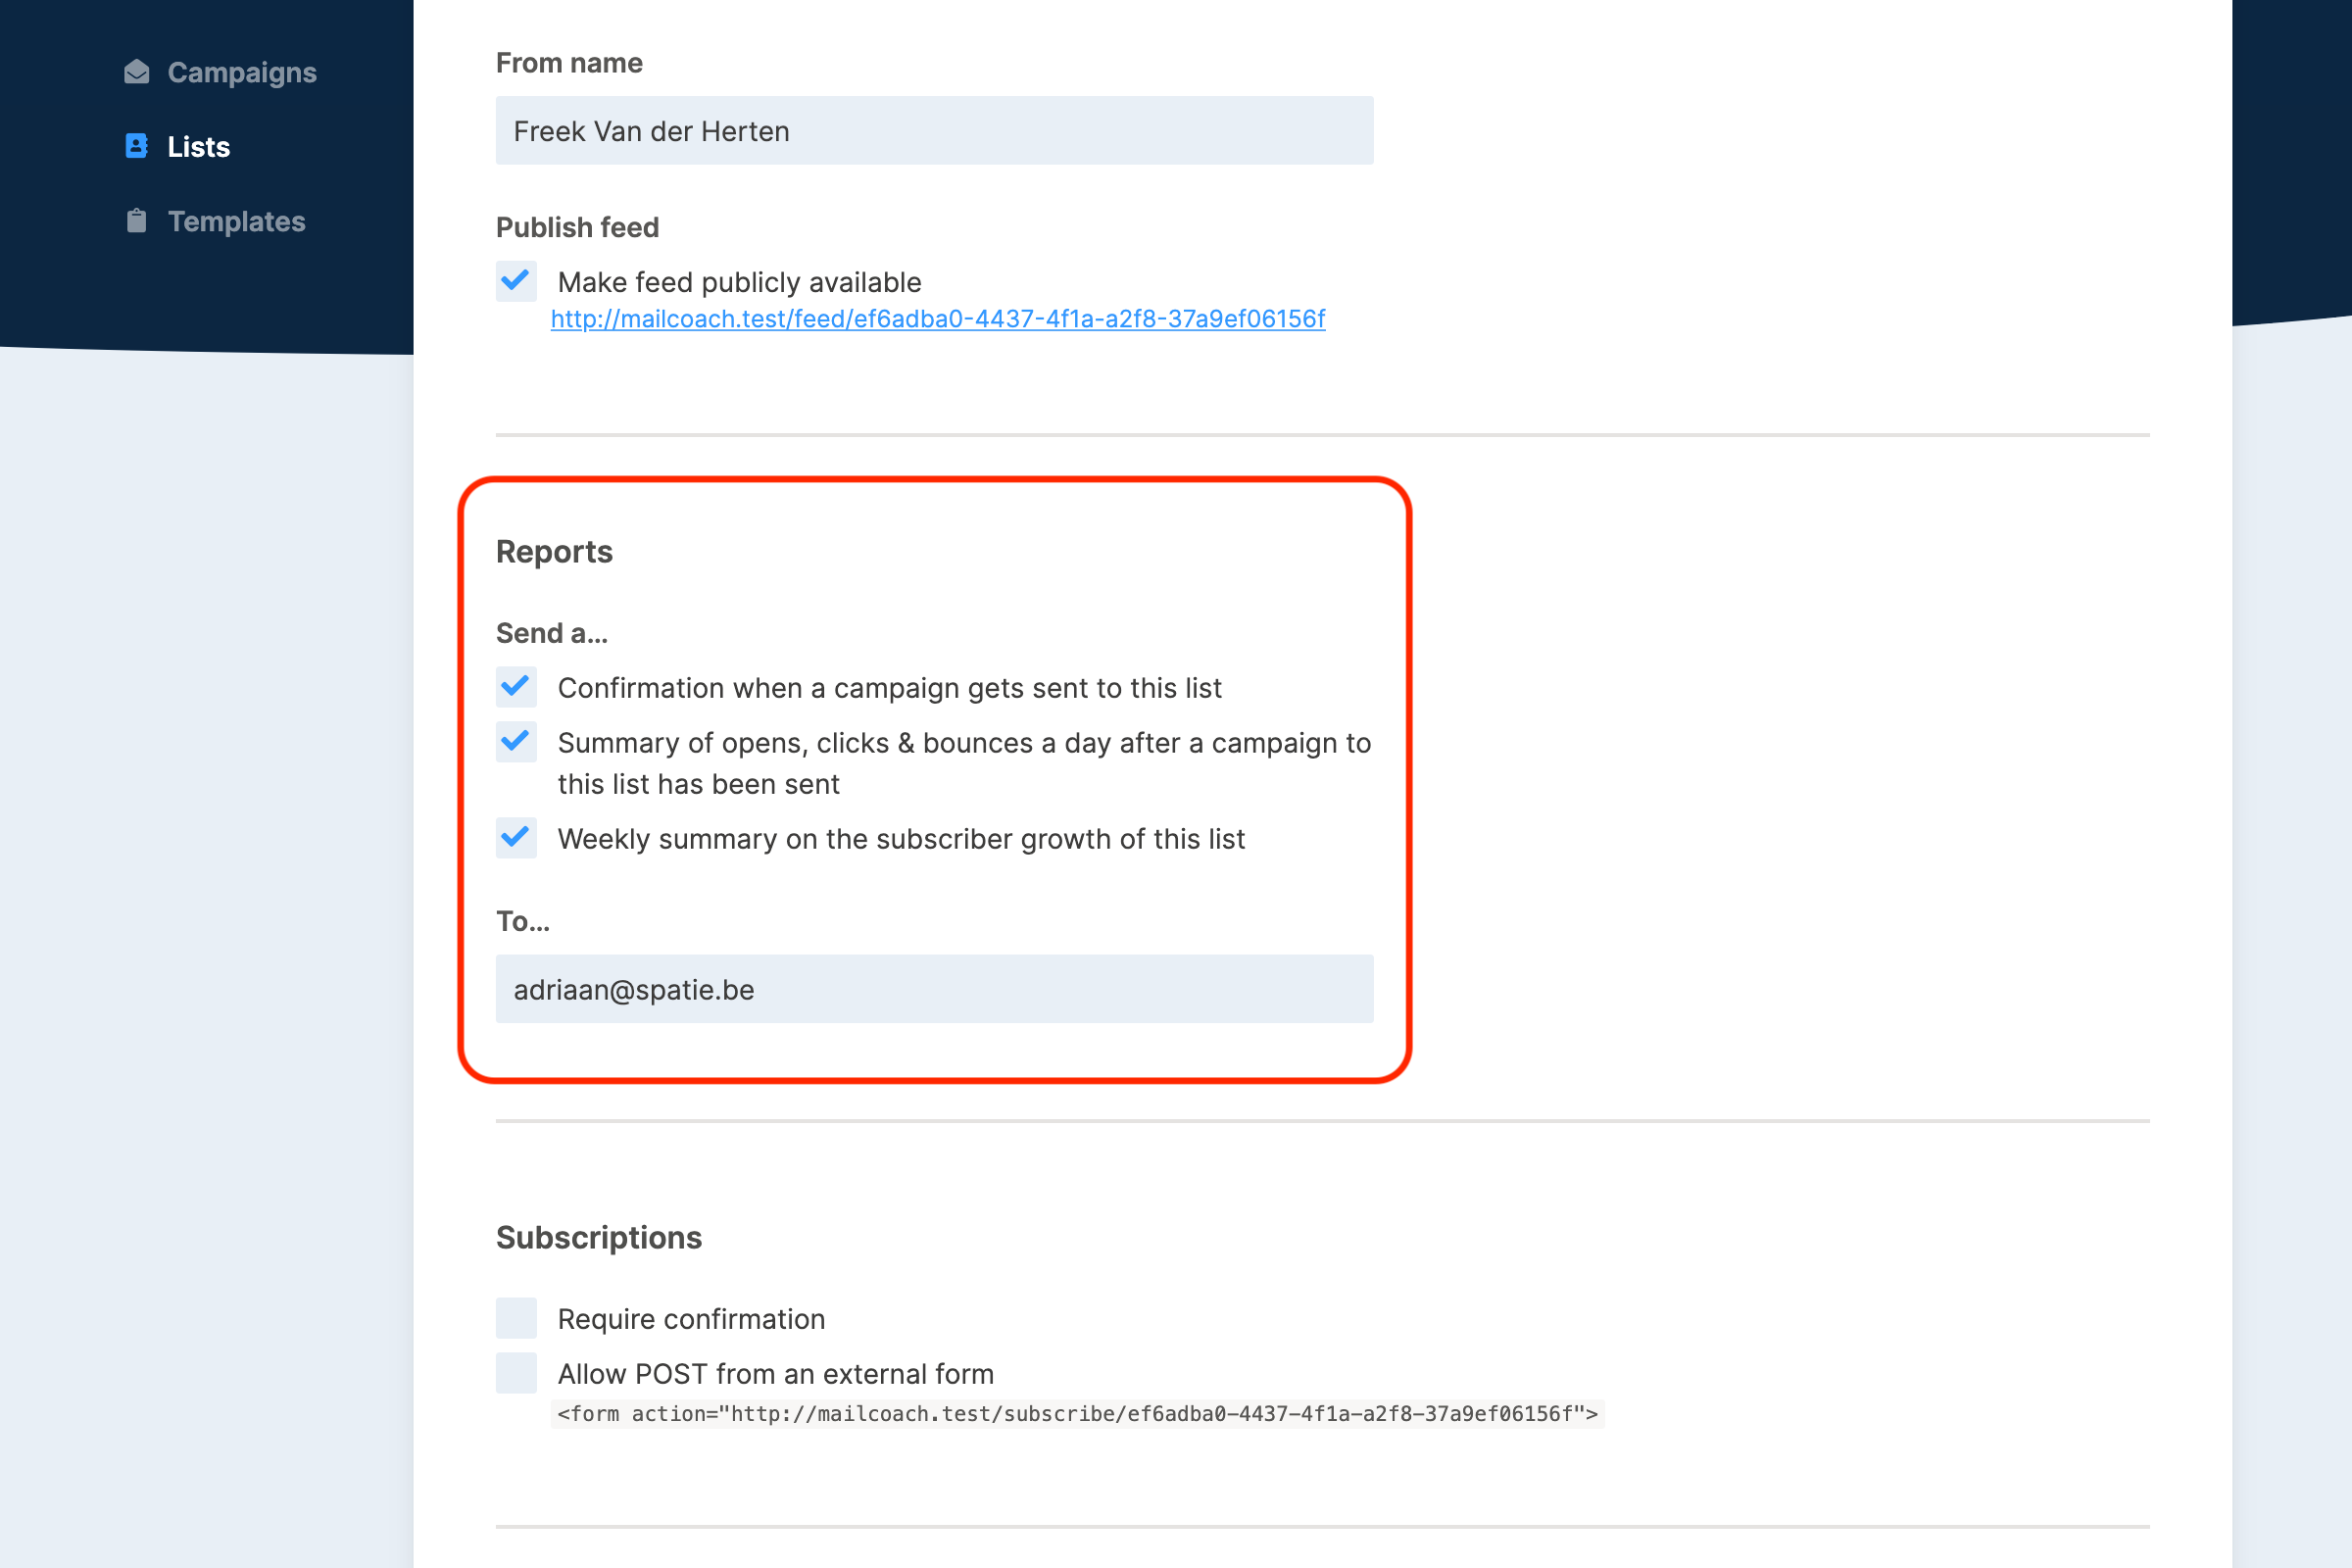 Campaigns
Lists
Templates
From name
Freek Van der Herten
Publish feed
Make feed publicly available
http://mailcoach.test/feed/ef6adba0-4437-4f1a-a2f8-37a9ef06156f
Reports
Send a...
Confirmation when a campaign gets sent to this list
Summary of opens, clicks & bounces a day after a campaign to
this list has been sent
Weekly summary on the subscriber growth of this list
To...
adriaan@spatie.be
Subscriptions
Require confirmation
Allow POST from an external form
<form action="http://mailcoach.test/subscribe/ef6adba0-4437-4f1a-a2f8-37a9ef06156f">